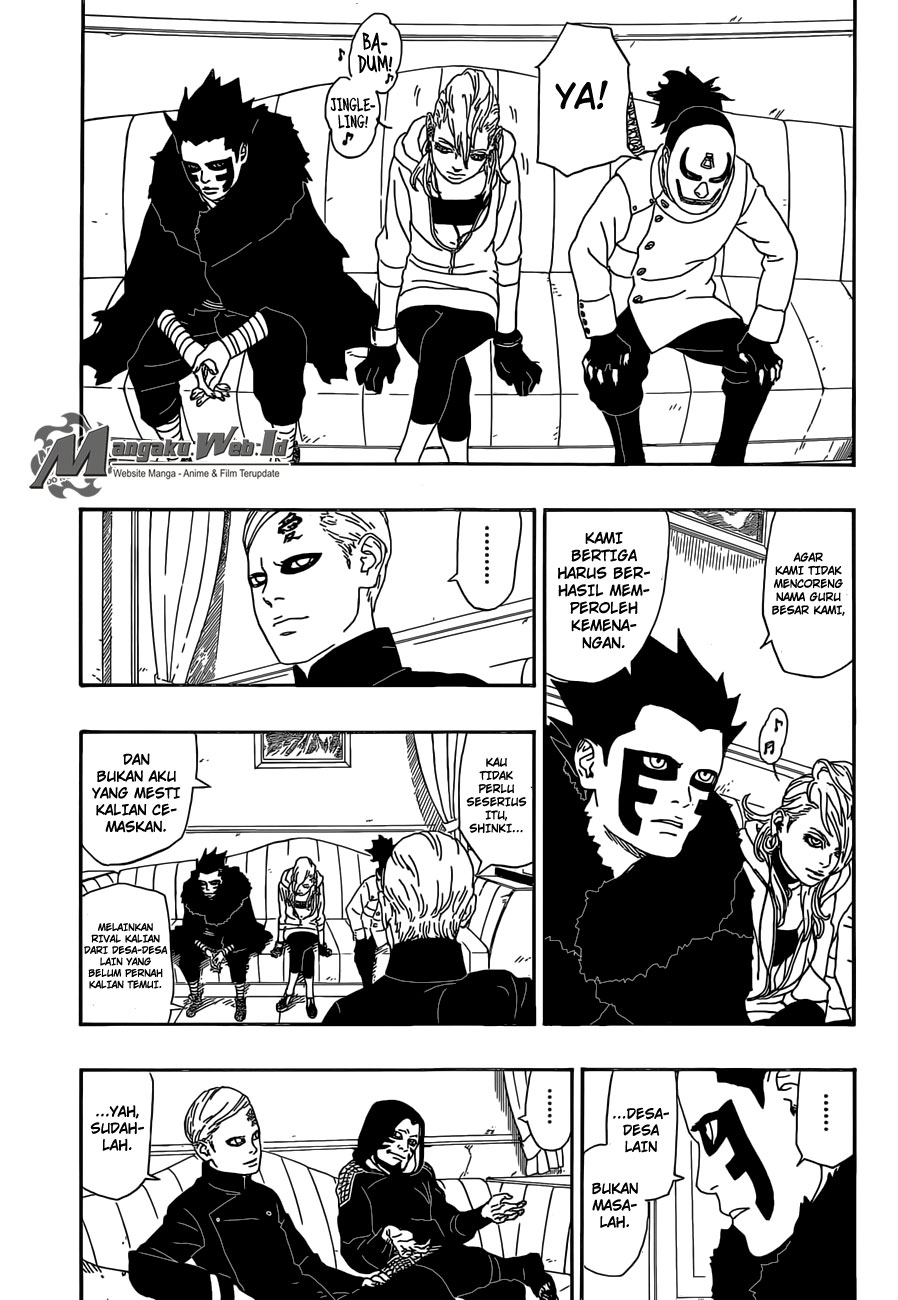 YA!
BA-
DUM!
JINGLE-
LING!
Mangaku.Web.Id
Website Manga - Anime & Film Terupdate
AGAR
KAMI TIDAK
MENCORENG
NAMA GURU
BESAR KAMI,
KAMI
BERTIGA
HARUS BER-
HASIL MEM-
PEROLEH
KEMENA-
NGAN.
愛
........
KAU
TIDAK
PERLU
SESERIUS
ITU,
SHINKI...
DAN
BUKAN AKU
YANG MESTI
KALIAN CE-
MASKAN.
MELAINKAN
RIVAL KALIAN
DARI DESA-DESA
LAIN YANG
BELUM PERNAH
KALIAN TEMUI.
...DESA-
DESA
LAIN
BUKAN
MASA-
LAH.
........
...YAH,
SUDAH-
LAH.